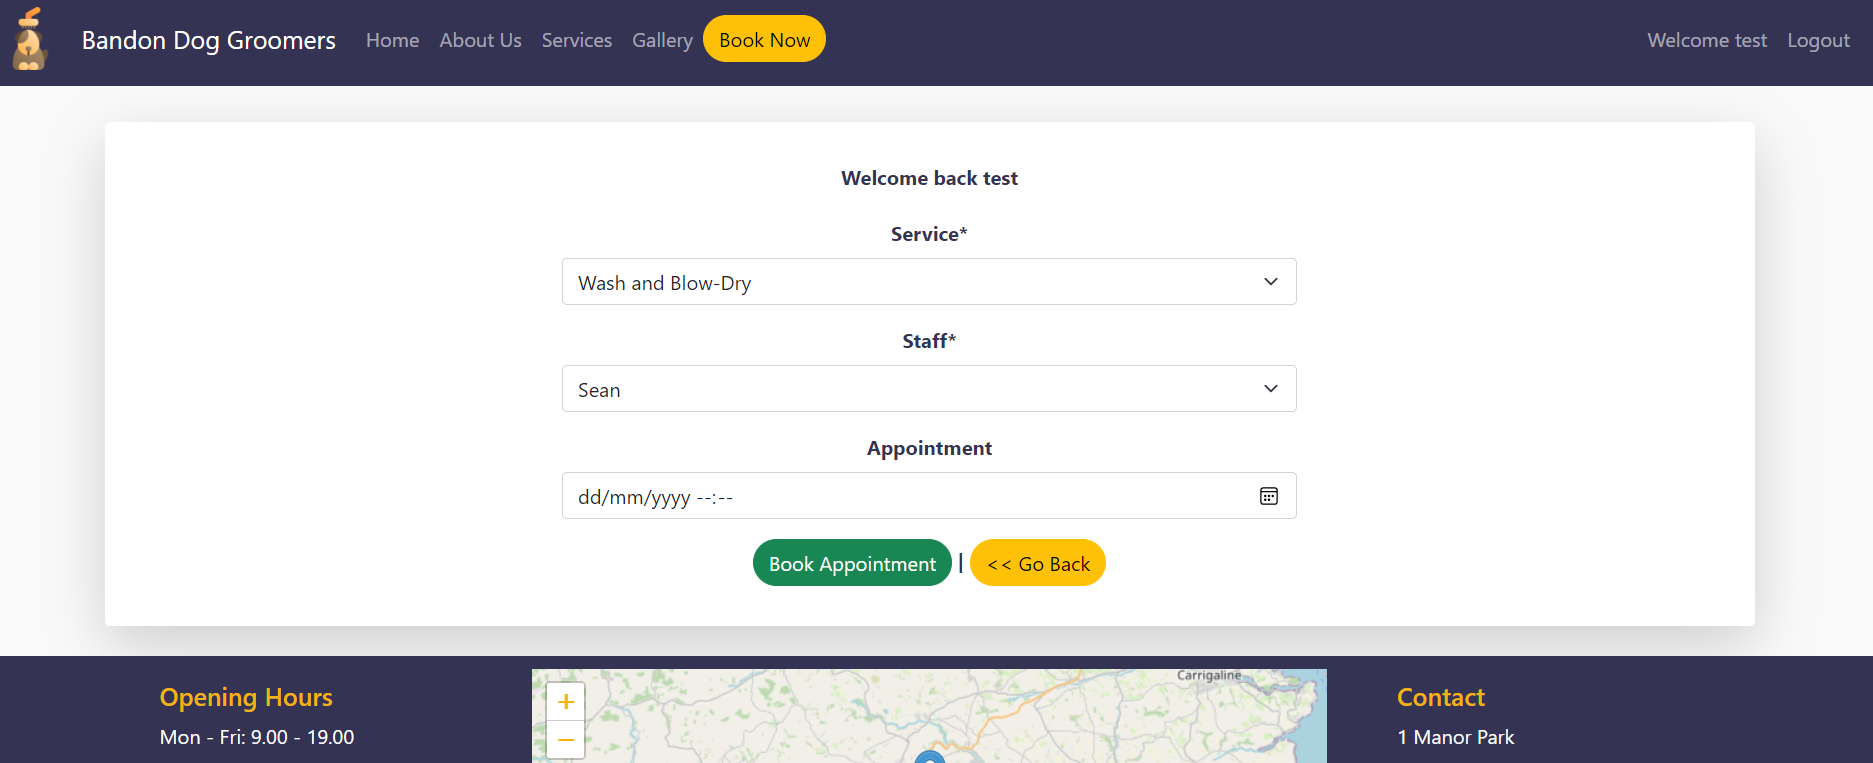 Bandon Dog Groomers Home About Us Services Gallery Book Now Welcome test Logout
Welcome back test
Service*
Wash and Blow-Dry
Staff*
Sean
Appointment
dd/mm/yyyy --:--
Book Appointment | << Go Back
Opening Hours
Mon - Fri: 9.00 - 19.00
+
−
Carrigaline
Contact
1 Manor Park